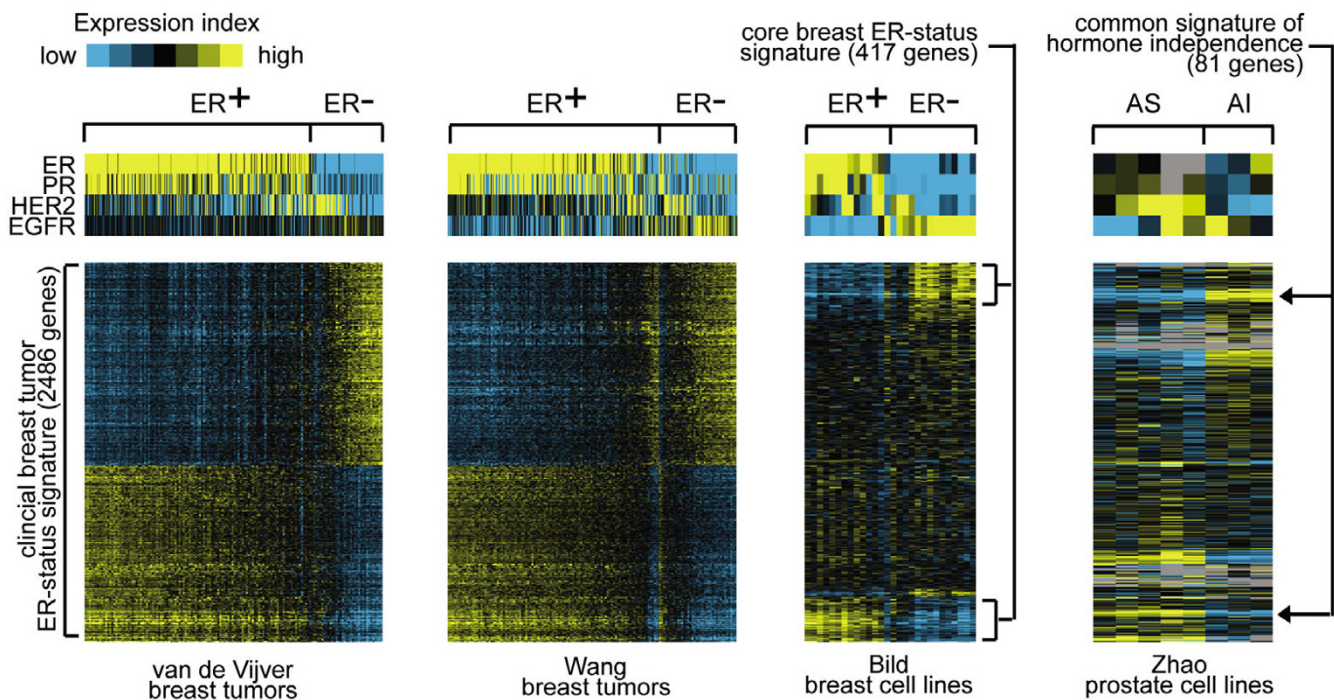 Expression index
low high
core breast ER-status
signature (417 genes)
common signature of
hormone independence
(81 genes)
ER+ ER-
ER+ ER-
ER+ ER-
AS AI
ER
PR
HER2
EGFR
clincial breast tumor
ER-status signature (2486 genes)
van de Vijver
breast tumors
Wang
breast tumors
Bild
breast cell lines
Zhao
prostate cell lines